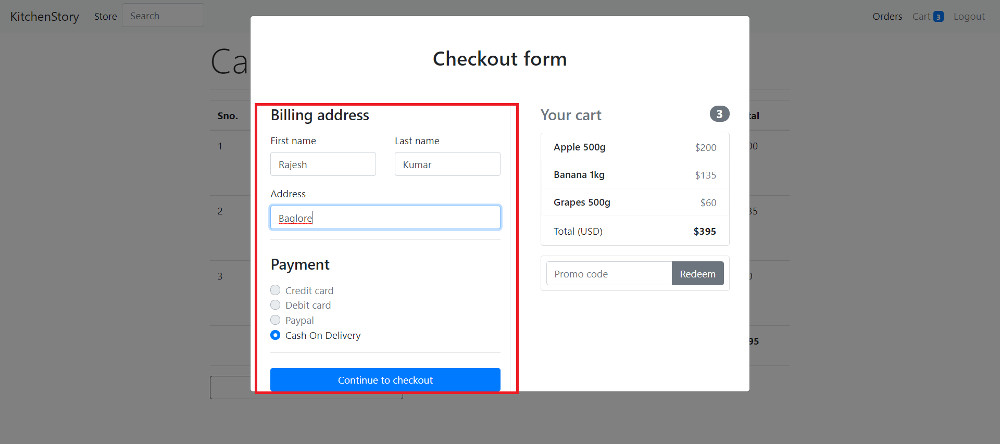 KitchenStory Store Search Orders Cart 3 Logout
Ca
Checkout form
Sno.
1
2
3
Billing address
First name Last name
Rajesh Kumar
Address
Baglore
Payment
Credit card
Debit card
Paypal
Cash On Delivery
Continue to checkout
Your cart 3
Apple 500g $200
Banana 1kg $135
Grapes 500g $60
Total (USD) $395
Promo code Redeem
tal
00
35
0
95